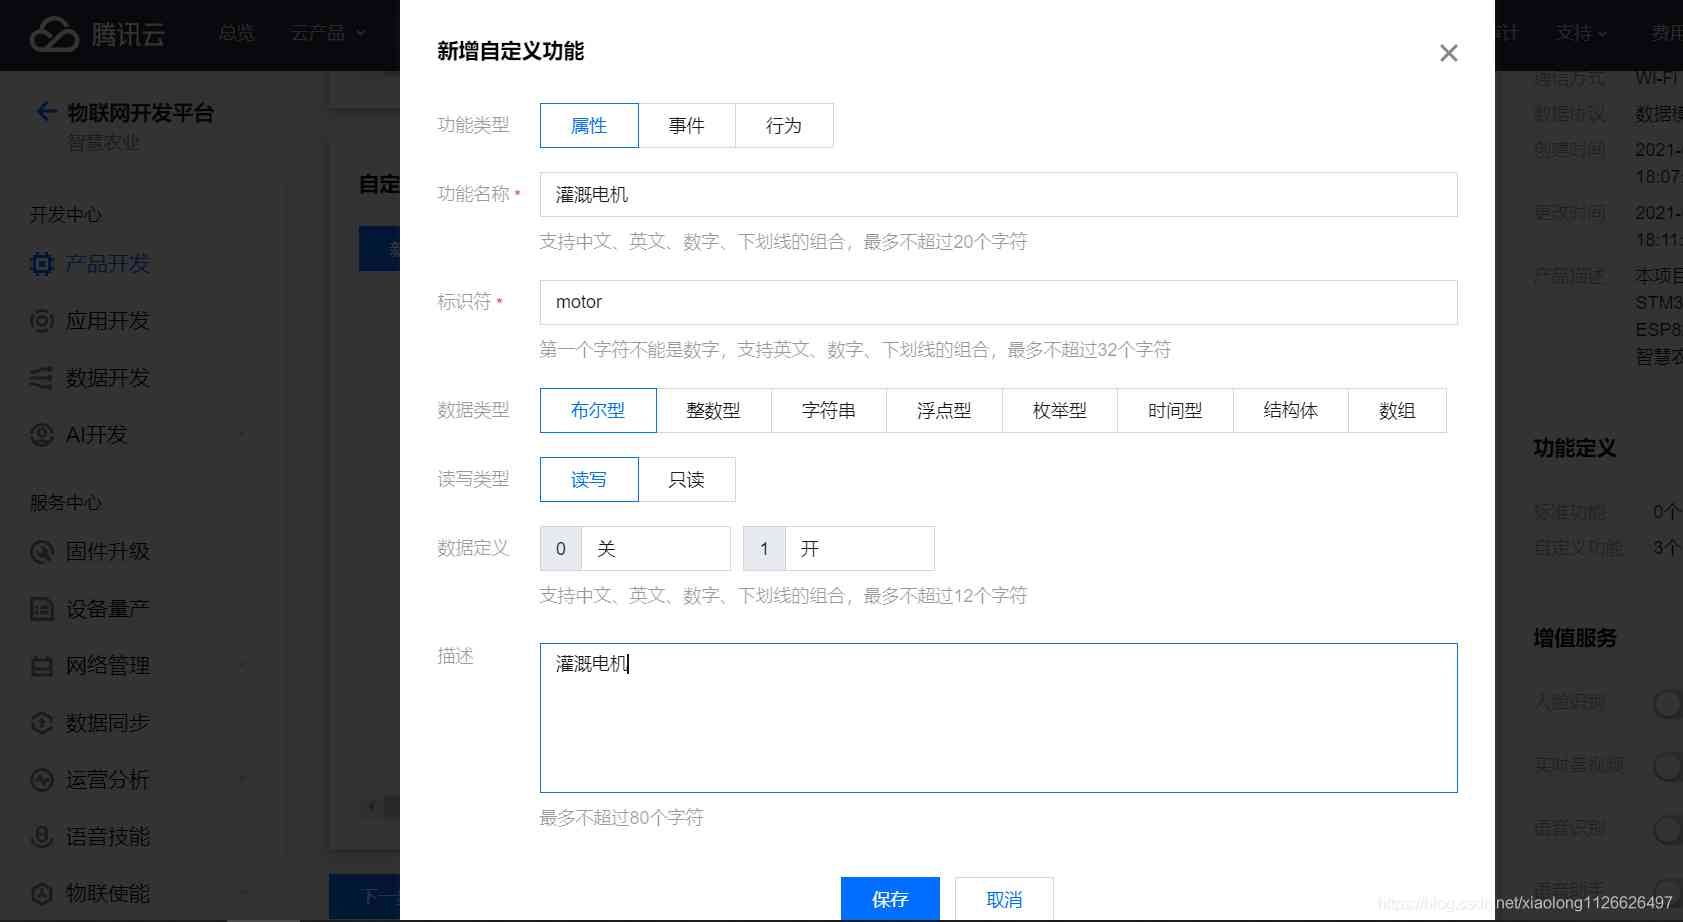 腾讯云
总览
云产品
支持
物联网开发平台
智慧农业
开发中心
产品开发
应用开发
数据开发
AI开发
服务中心
固件升级
设备量产
网络管理
数据同步
运营分析
语音技能
物联使能
自定
新增自定义功能
功能类型
属性
事件
行为
功能名称 *
灌溉电机
支持中文、英文、数字、下划线的组合，最多不超过20个字符
标识符 *
motor
第一个字符不能是数字，支持英文、数字、下划线的组合，最多不超过32个字符
数据类型
布尔型
整数型
字符串
浮点型
枚举型
时间型
结构体
数组
读写类型
读写
只读
数据定义
0
关
1
开
支持中文、英文、数字、下划线的组合，最多不超过12个字符
描述
灌溉电机
最多不超过80个字符
保存
取消
通信方式
Wi-Fi
数据协议
数据模
创建时间
2021-
18:07:
更改时间
2021-
18:11:
产品描述
本项目
STM3
ESP8
智慧农
功能定义
标准功能
0个
自定义功能
3个
增值服务
人脸识别
实时音视频
语音识别
语音助手
https://blog.csdn.net/xiaolong1126626497